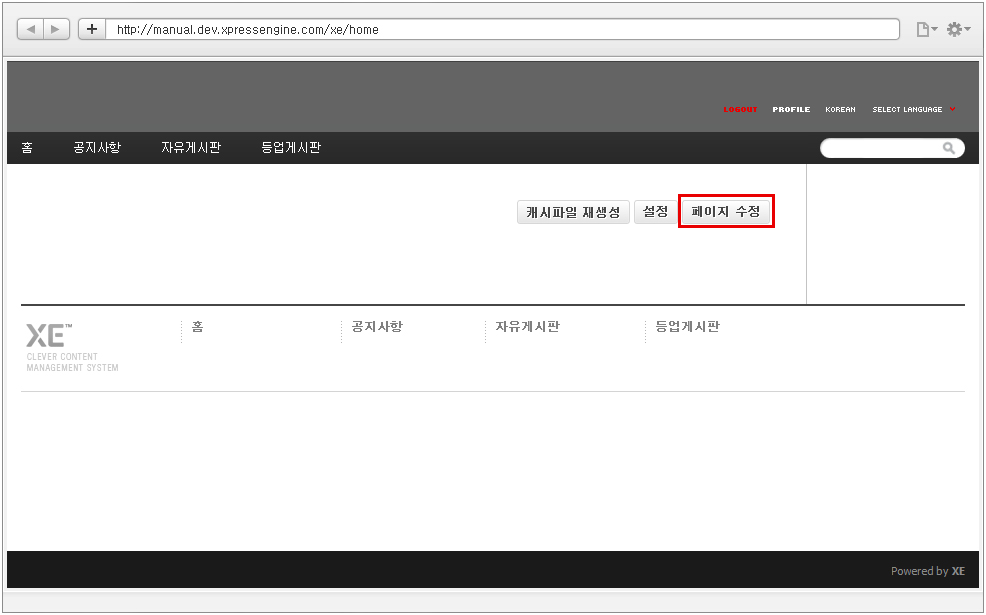 http://manual.dev.xpressengine.com/xe/home
LOGOUT PROFILE KOREAN SELECT LANGUAGE
홈 공지사항 자유게시판 등업게시판
캐시파일 재생성 설정 페이지 수정
XE™ 홈 공지사항 자유게시판 등업게시판
CLEVER CONTENT
MANAGEMENT SYSTEM
Powered by XE